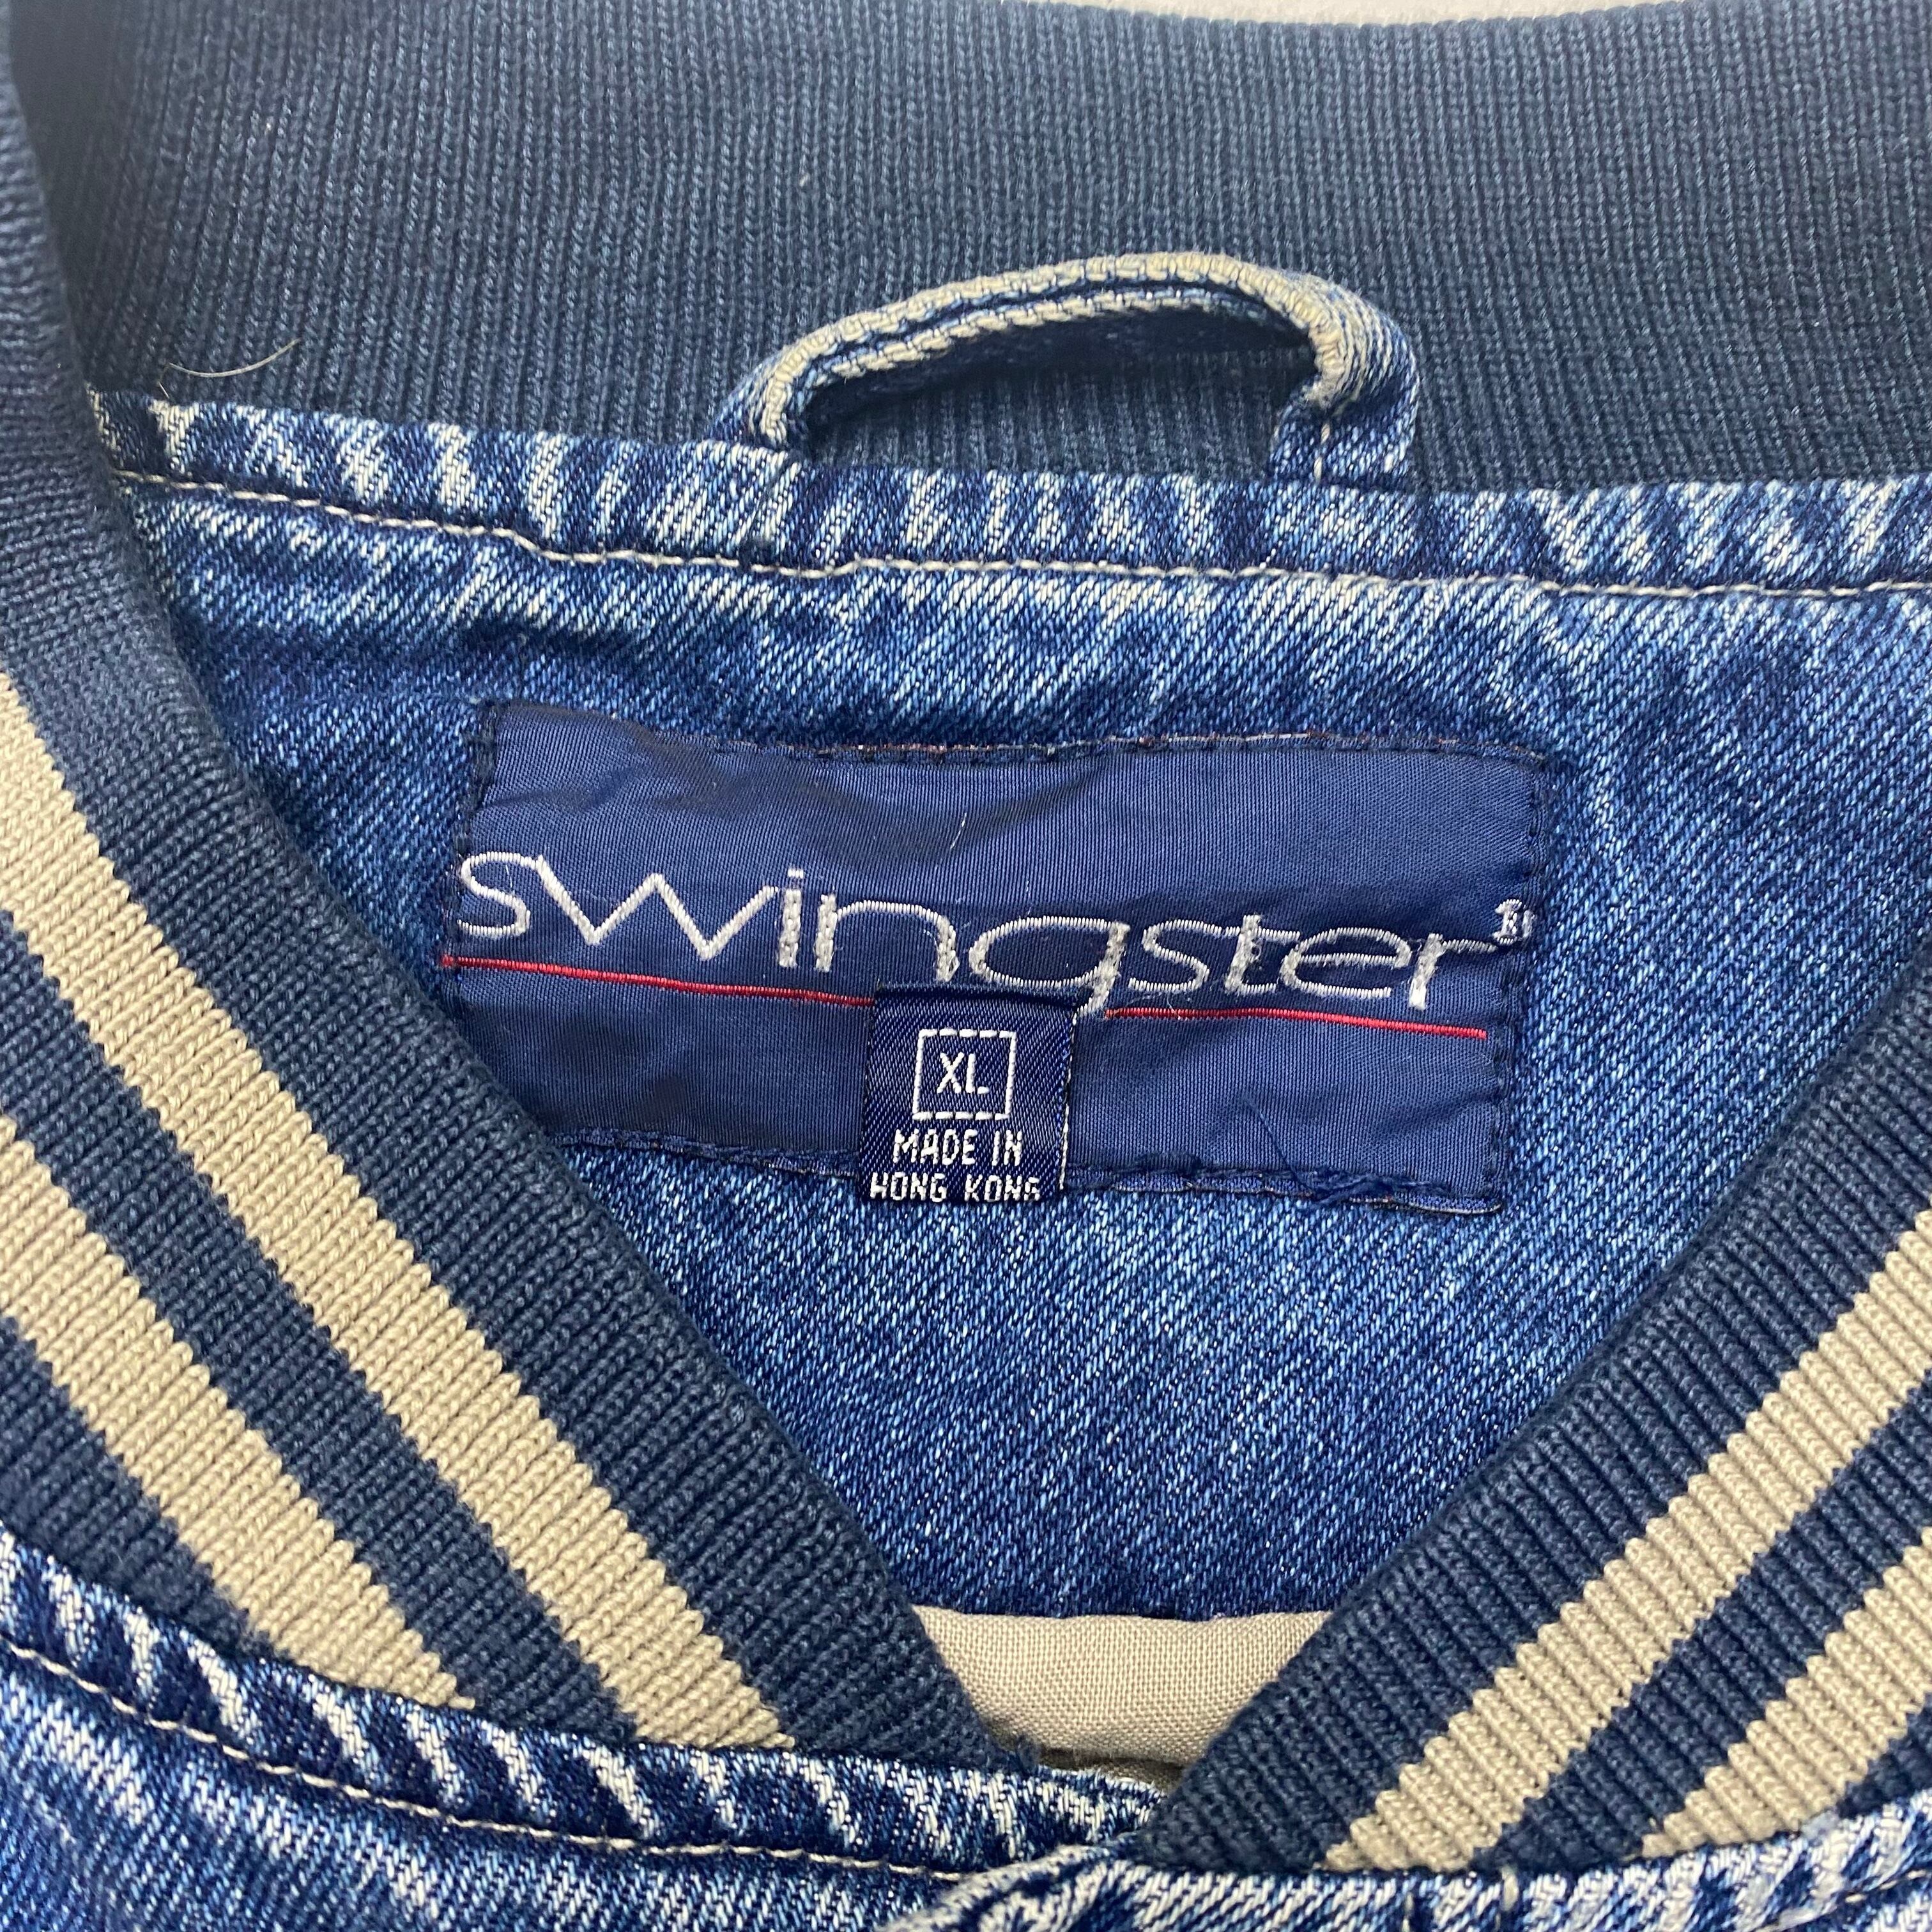 swingster®
XL
MADE IN
HONG KONG